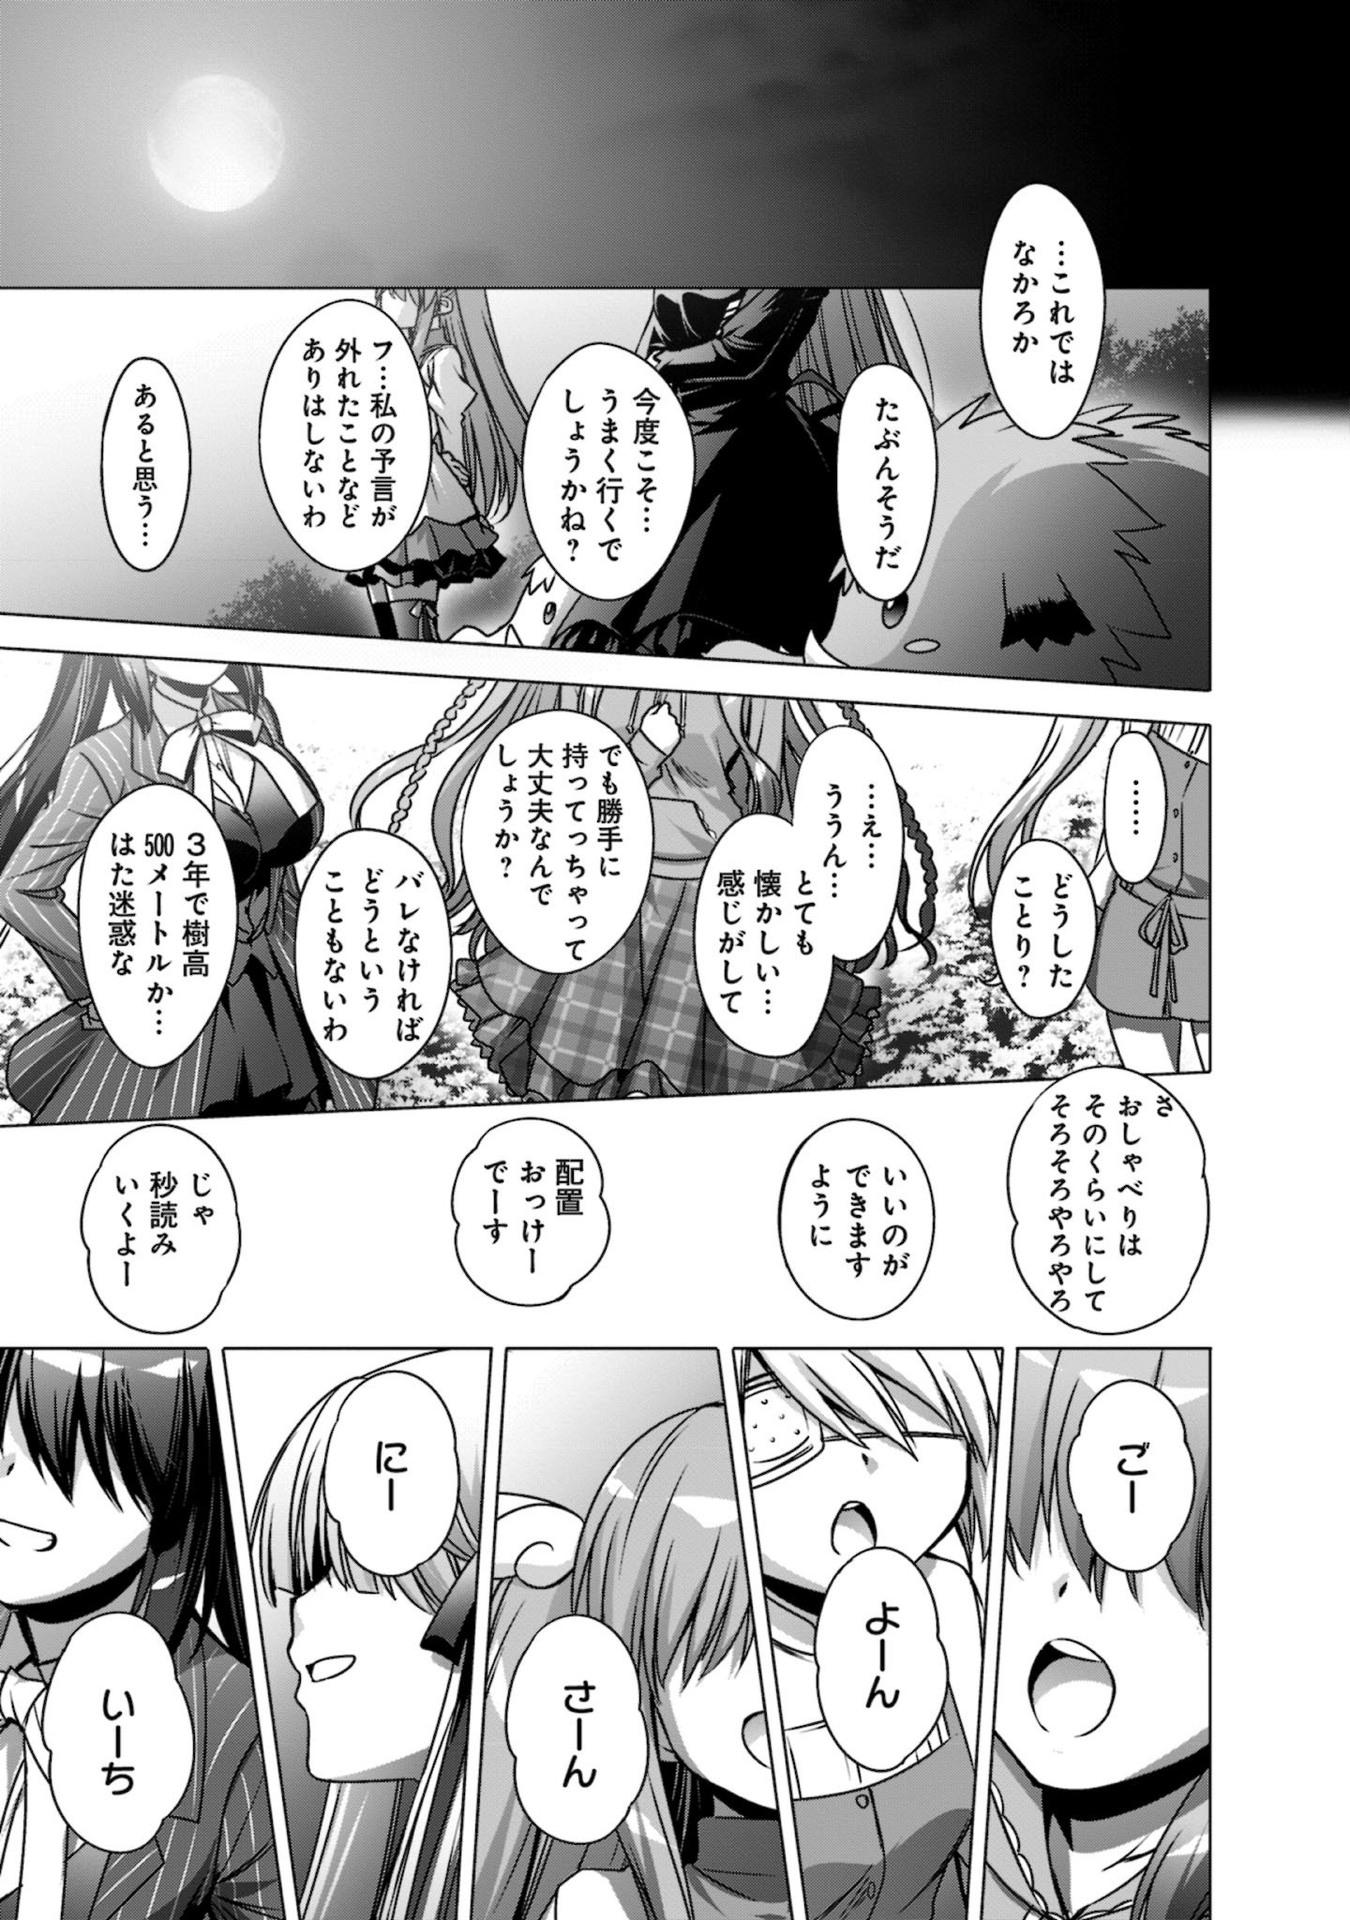 …これでは
なかろか
たぶんそうだ
今度こそ…
うまく行くで
しょうかね？
フ…私の予言が
外れたことなど
ありはしないわ
あると思う…
……
どうした
ことり？
…え…
ううん…
とても
懐かしい…
感じがして
でも勝手に
持ってっちゃって
大丈夫なんで
しょうか？
バレなければ
どうという
こともないわ
３年で樹高
500メートルか…
はた迷惑な
さ
おしゃべりは
そのくらいにして
そろそろやろやろ
いいのが
できます
ように
配置
おっけー
でーす
じゃ
秒読み
いくよー
ごー
よーん
さーん
にー
いーち